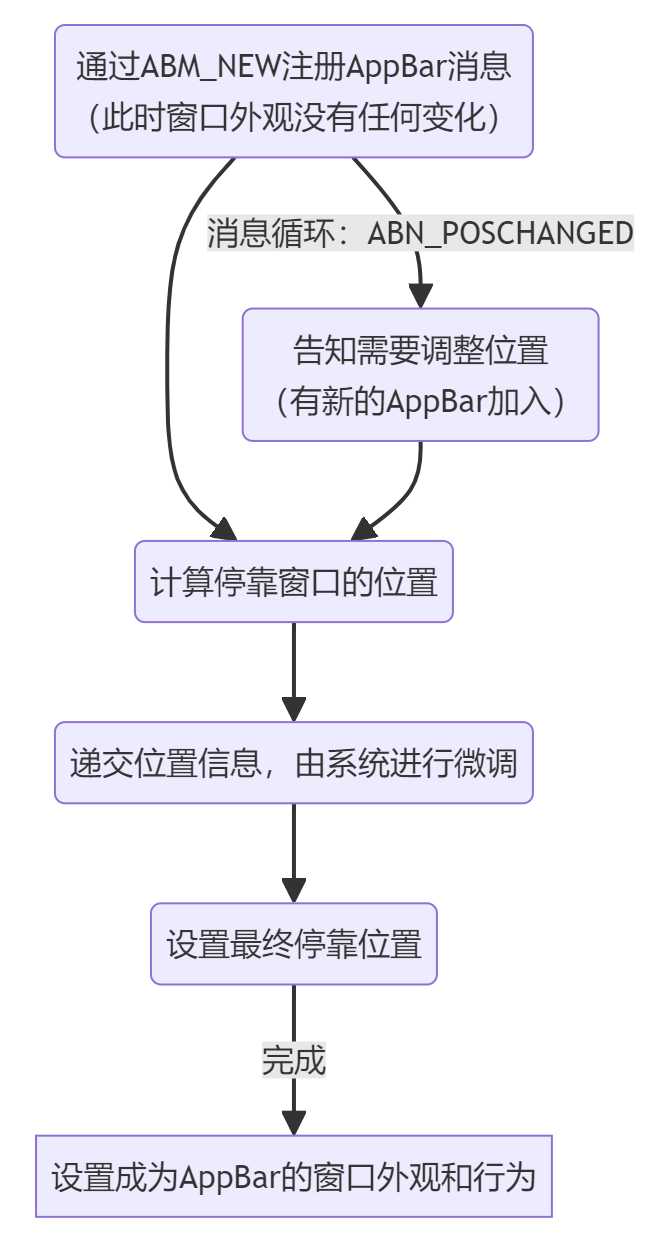 通过ABM_NEW注册AppBar消息
（此时窗口外观没有任何变化）
消息循环：ABN_POSCHANGED
告知需要调整位置
（有新的AppBar加入）
计算停靠窗口的位置
递交位置信息，由系统进行微调
设置最终停靠位置
完成
设置成为AppBar的窗口外观和行为